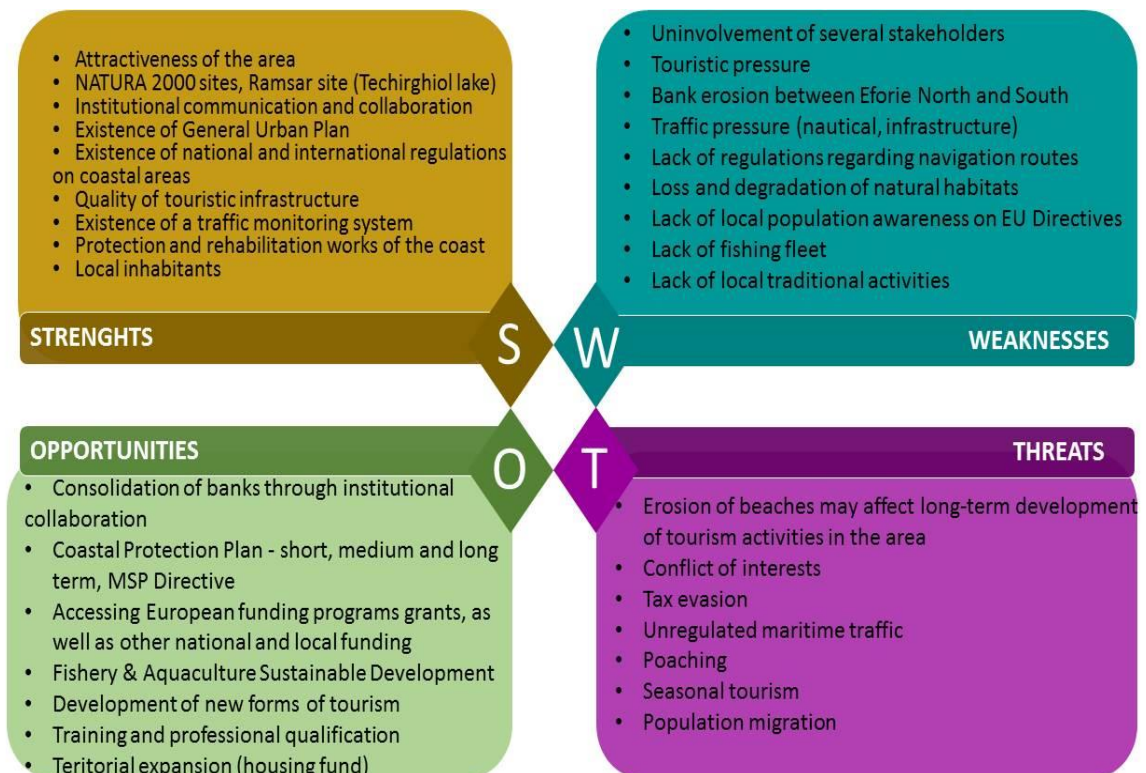 • Attractiveness of the area
• NATURA 2000 sites, Ramsar site (Techirghiol lake)
• Institutional communication and collaboration
• Existence of General Urban Plan
• Existence of national and international regulations
on coastal areas
• Quality of touristic infrastructure
• Existence of a traffic monitoring system
• Protection and rehabilitation works of the coast
• Local inhabitants
STRENGHTS
S
• Uninvolvement of several stakeholders
• Touristic pressure
• Bank erosion between Eforie North and South
• Traffic pressure (nautical, infrastructure)
• Lack of regulations regarding navigation routes
• Loss and degradation of natural habitats
• Lack of local population awareness on EU Directives
• Lack of fishing fleet
• Lack of local traditional activities
W
WEAKNESSES
OPPORTUNITIES
O
• Consolidation of banks through institutional
collaboration
• Coastal Protection Plan - short, medium and long
term, MSP Directive
• Accessing European funding programs grants, as
well as other national and local funding
• Fishery & Aquaculture Sustainable Development
• Development of new forms of tourism
• Training and professional qualification
• Teritorial expansion (housing fund)
T
THREATS
• Erosion of beaches may affect long-term development
of tourism activities in the area
• Conflict of interests
• Tax evasion
• Unregulated maritime traffic
• Poaching
• Seasonal tourism
• Population migration